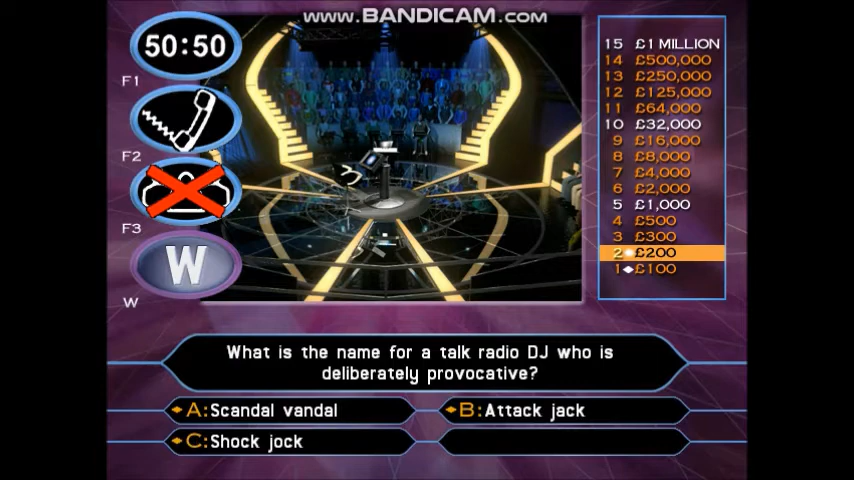 www.BANDICAM.com
50:50
F1
F2
F3
W
W
15 £1 MILLION
14 £500,000
13 £250,000
12 £125,000
11 £64,000
10 £32,000
9 £16,000
8 £8,000
7 £4,000
6 £2,000
5 £1,000
4 £500
3 £300
2 £200
1 £100
What is the name for a talk radio DJ who is
deliberately provocative?
A: Scandal vandal
B: Attack jack
C: Shock jock